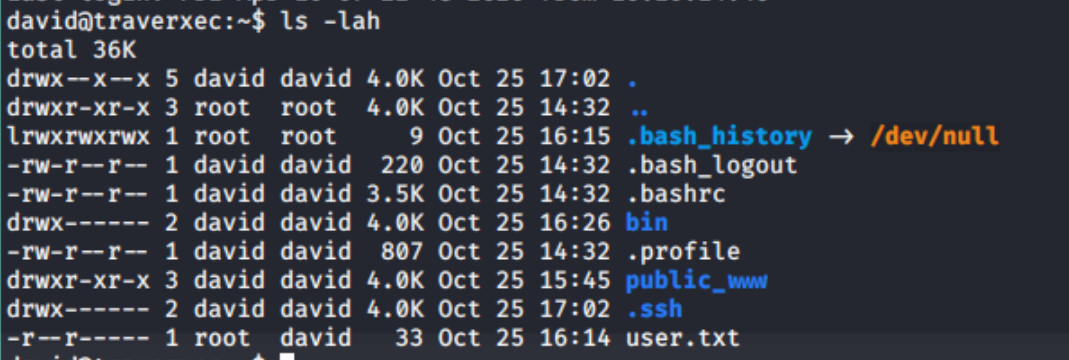 david@traverxec:~$ ls -lah
total 36K
drwx--x--x 5 david david 4.0K Oct 25 17:02 .
drwxr-xr-x 3 root  root  4.0K Oct 25 14:32 ..
lrwxrwxrwx 1 root  root     9 Oct 25 16:15 .bash_history → /dev/null
-rw-r--r-- 1 david david  220 Oct 25 14:32 .bash_logout
-rw-r--r-- 1 david david 3.5K Oct 25 14:32 .bashrc
drwx------ 2 david david 4.0K Oct 25 16:26 bin
-rw-r--r-- 1 david david  807 Oct 25 14:32 .profile
drwxr-xr-x 3 david david 4.0K Oct 25 15:45 public_www
drwx------ 2 david david 4.0K Oct 25 17:02 .ssh
-r--r----- 1 root  david   33 Oct 25 16:14 user.txt